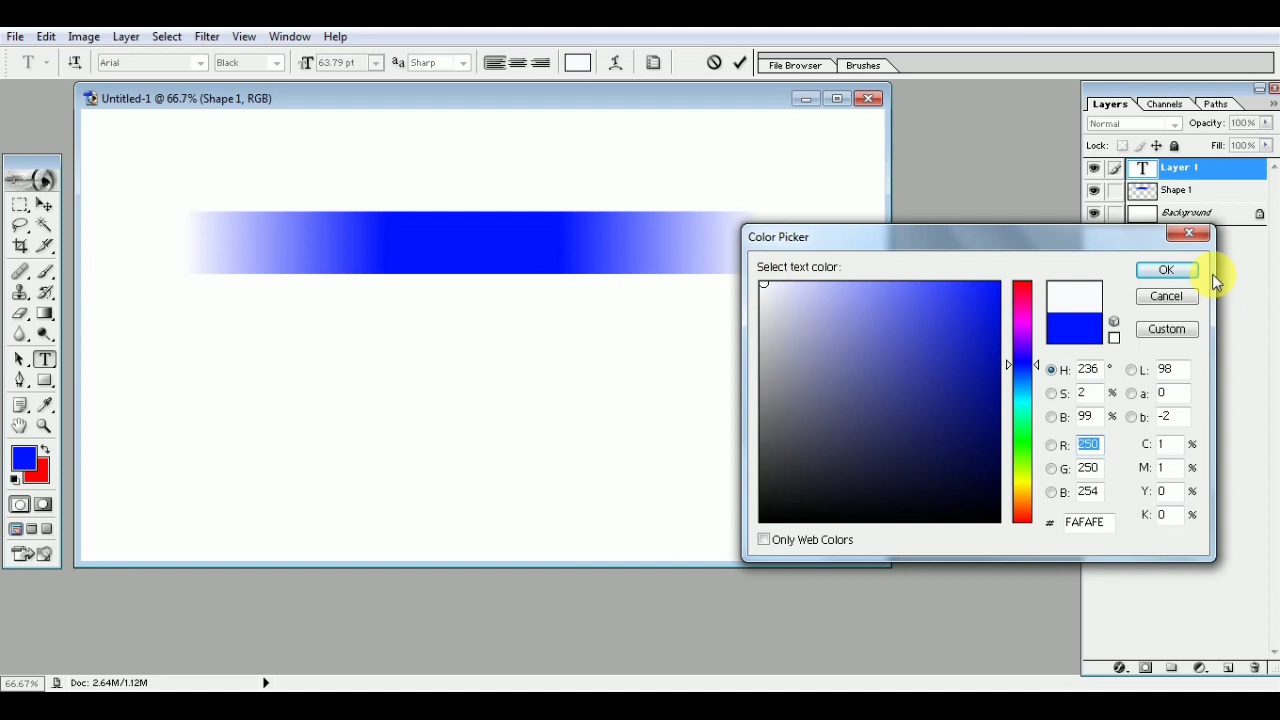 File Edit Image Layer Select Filter View Window Help
T T Arial Black T 63.79 pt aa Sharp File Browser Brushes
Untitled-1 @ 66.7% (Shape 1, RGB)
Layers Channels Paths
Normal Opacity: 100%
Lock: Fill: 100%
T Layer 1
Shape 1
Background
Color Picker
Select text color:
OK
Cancel
Custom
H: 236 ° L: 98
S: 2 % a: 0
B: 99 % b: -2
R: 250 C: 1 %
G: 250 M: 1 %
B: 254 Y: 0 %
# FAFAFE K: 0 %
Only Web Colors
T
66.67% Doc: 2.64M/1.12M